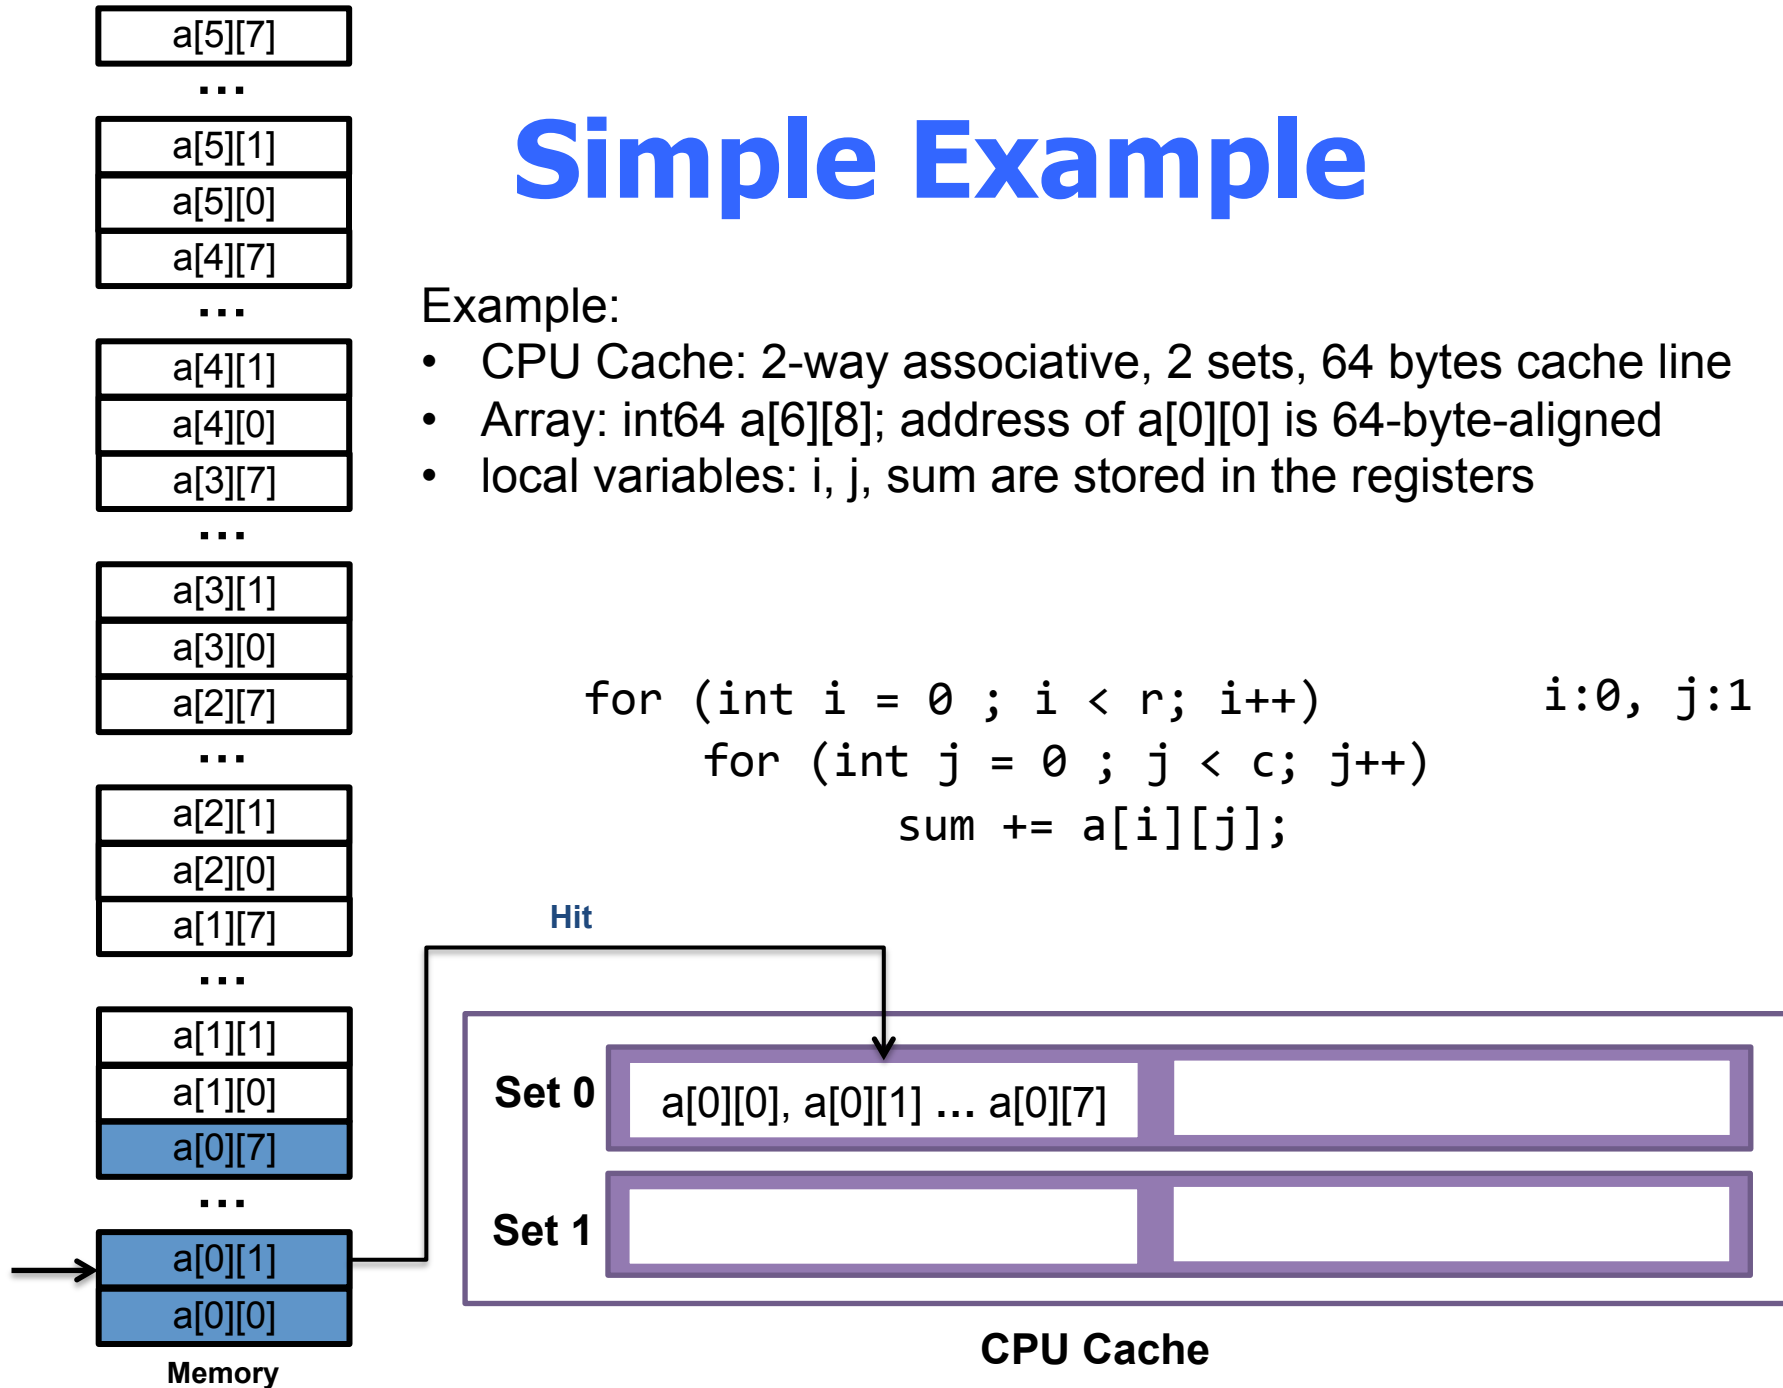 a[5][7]
...
a[5][1]
a[5][0]
a[4][7]
...
a[4][1]
a[4][0]
a[3][7]
...
a[3][1]
a[3][0]
a[2][7]
...
a[2][1]
a[2][0]
a[1][7]
...
a[1][1]
a[1][0]
a[0][7]
...
a[0][1]
a[0][0]
Memory
Simple Example
Example:
• CPU Cache: 2-way associative, 2 sets, 64 bytes cache line
• Array: int64 a[6][8]; address of a[0][0] is 64-byte-aligned
• local variables: i, j, sum are stored in the registers
for (int i = 0 ; i < r; i++)
for (int j = 0 ; j < c; j++)
sum += a[i][j];
i:0, j:1
Hit
Set 0
a[0][0], a[0][1] ... a[0][7]
Set 1
CPU Cache